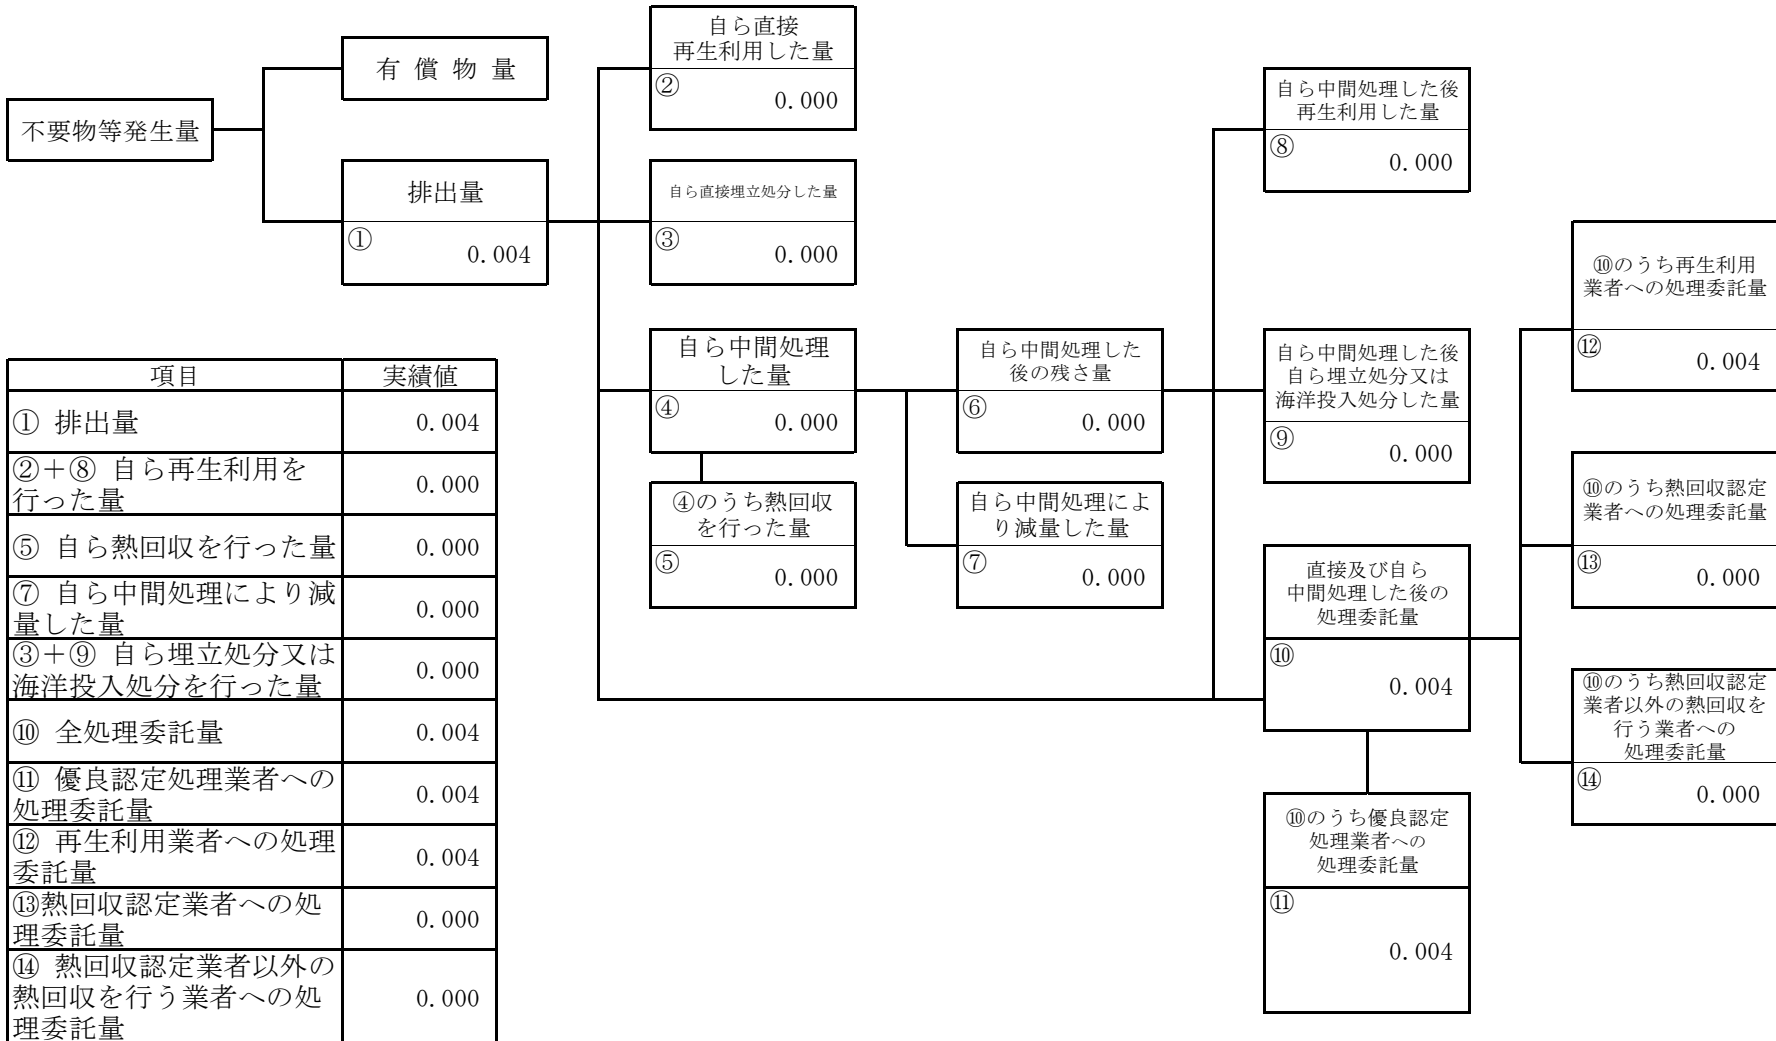 不要物等発生量
有 償 物 量
排出量
①
0.004
自ら直接
再生利用した量
②
0.000
自ら直接埋立処分した量
③
0.000
自ら中間処理
した量
④
0.000
④のうち熱回収
を行った量
⑤
0.000
自ら中間処理した
後の残さ量
⑥
0.000
自ら中間処理によ
り減量した量
⑦
0.000
自ら中間処理した後
再生利用した量
⑧
0.000
自ら中間処理した後
自ら埋立処分又は
海洋投入処分した量
⑨
0.000
直接及び自ら
中間処理した後の
処理委託量
⑩
0.004
⑩のうち優良認定
処理業者への
処理委託量
⑪
0.004
⑩のうち再生利用
業者への処理委託量
⑫
0.004
⑩のうち熱回収認定
業者への処理委託量
⑬
0.000
⑩のうち熱回収認定
業者以外の熱回収を
行う業者への
処理委託量
⑭
0.000
項目 実績値
① 排出量 0.004
②＋⑧ 自ら再生利用を
行った量 0.000
⑤ 自ら熱回収を行った量 0.000
⑦ 自ら中間処理により減
量した量 0.000
③＋⑨ 自ら埋立処分又は
海洋投入処分を行った量 0.000
⑩ 全処理委託量 0.004
⑪ 優良認定処理業者への
処理委託量 0.004
⑫ 再生利用業者への処理
委託量 0.004
⑬熱回収認定業者への処
理委託量 0.000
⑭ 熱回収認定業者以外の
熱回収を行う業者への処
理委託量 0.000